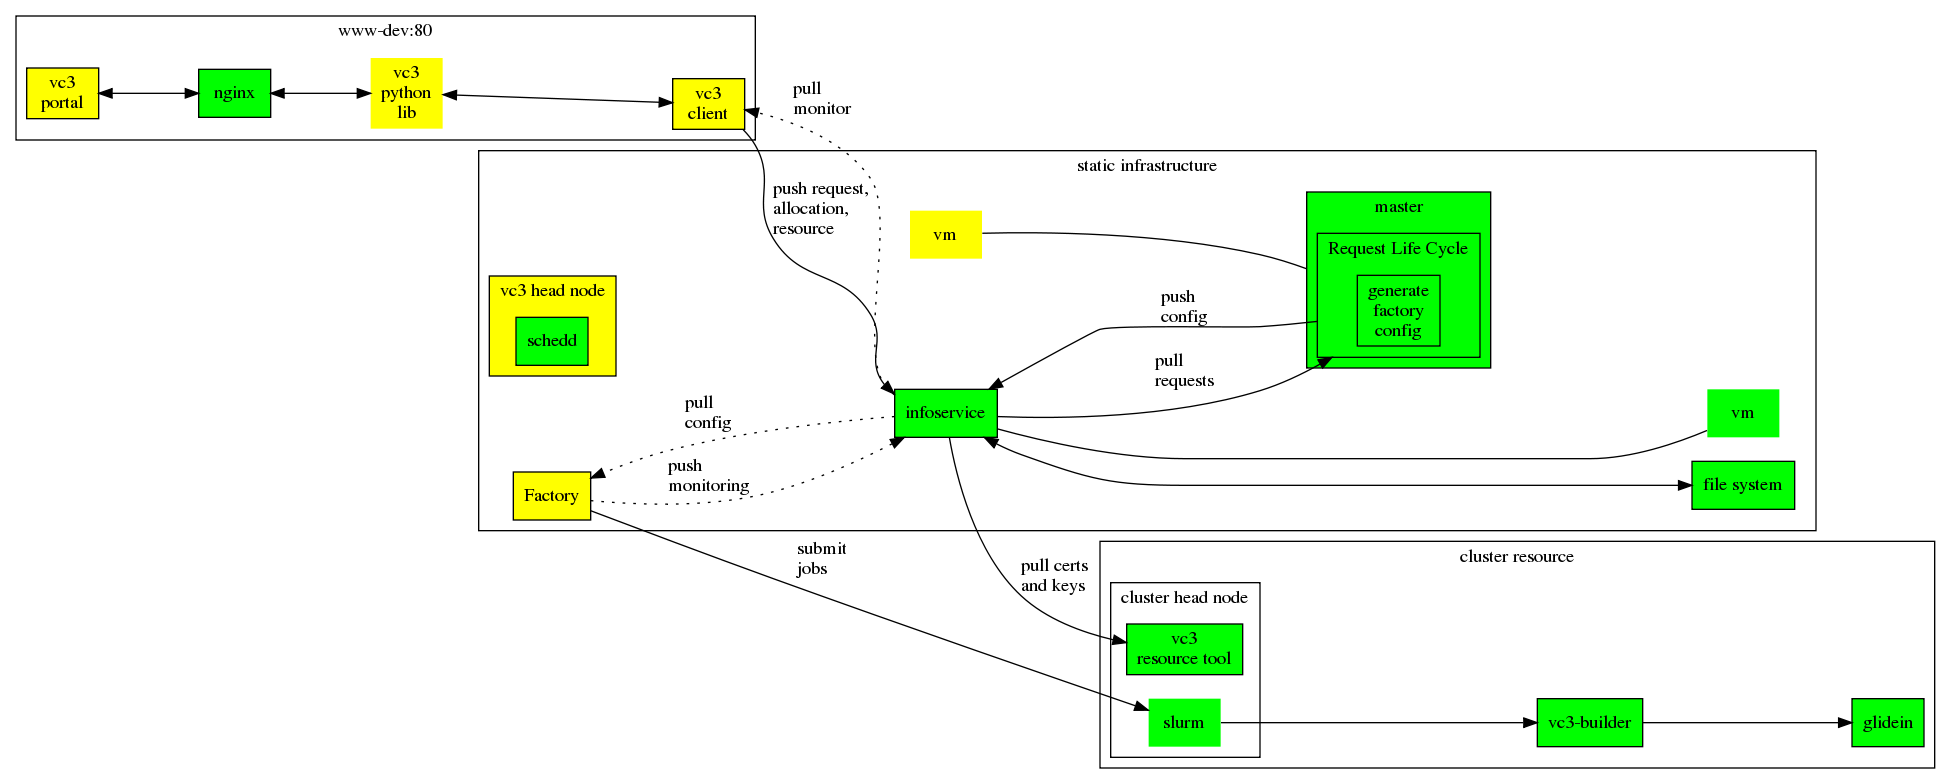 www-dev:80
vc3
portal
nginx
vc3
python
lib
vc3
client
pull
monitor
static infrastructure
push request,
allocation,
resource
vm
master
Request Life Cycle
generate
factory
config
vc3 head node
schedd
push
config
pull
requests
infoservice
vm
pull
config
push
monitoring
Factory
file system
submit
jobs
pull certs
and keys
cluster resource
cluster head node
vc3
resource tool
slurm
vc3-builder
glidein